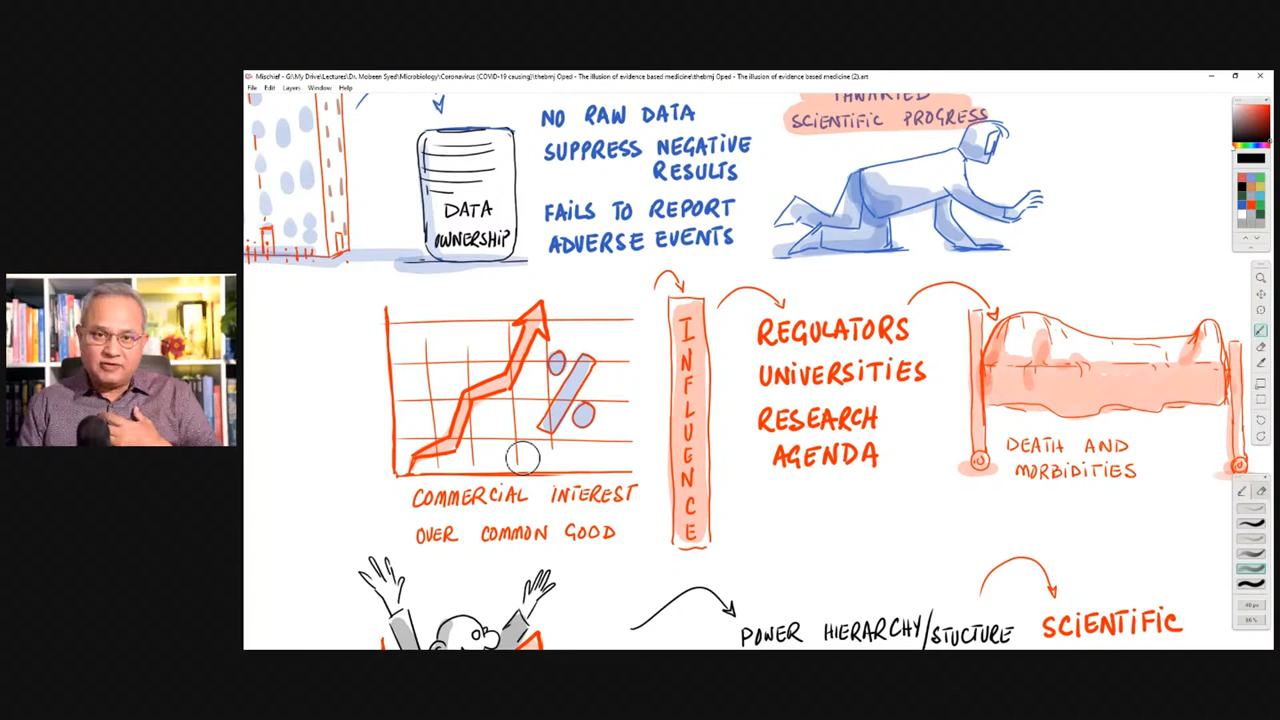 Mischief - G:\My Drive\Lectures\Dr. Mobeen Syed\Microbiology\Coronavirus (COVID-19 causing)\thebmj Oped - The illusion of evidence based medicine\thebmj Oped - The illusion of evidence based medicine (2).art
File Edit Layers Window Help
THWARTED
SCIENTIFIC PROGRESS
NO RAW DATA
SUPPRESS NEGATIVE
RESULTS
FAILS TO REPORT
ADVERSE EVENTS
DATA
OWNERSHIP
%
COMMERCIAL INTEREST
OVER COMMON GOOD
INFLUENCE
REGULATORS
UNIVERSITIES
RESEARCH
AGENDA
DEATH AND
MORBIDITIES
POWER HIERARCHY/STUCTURE
SCIENTIFIC